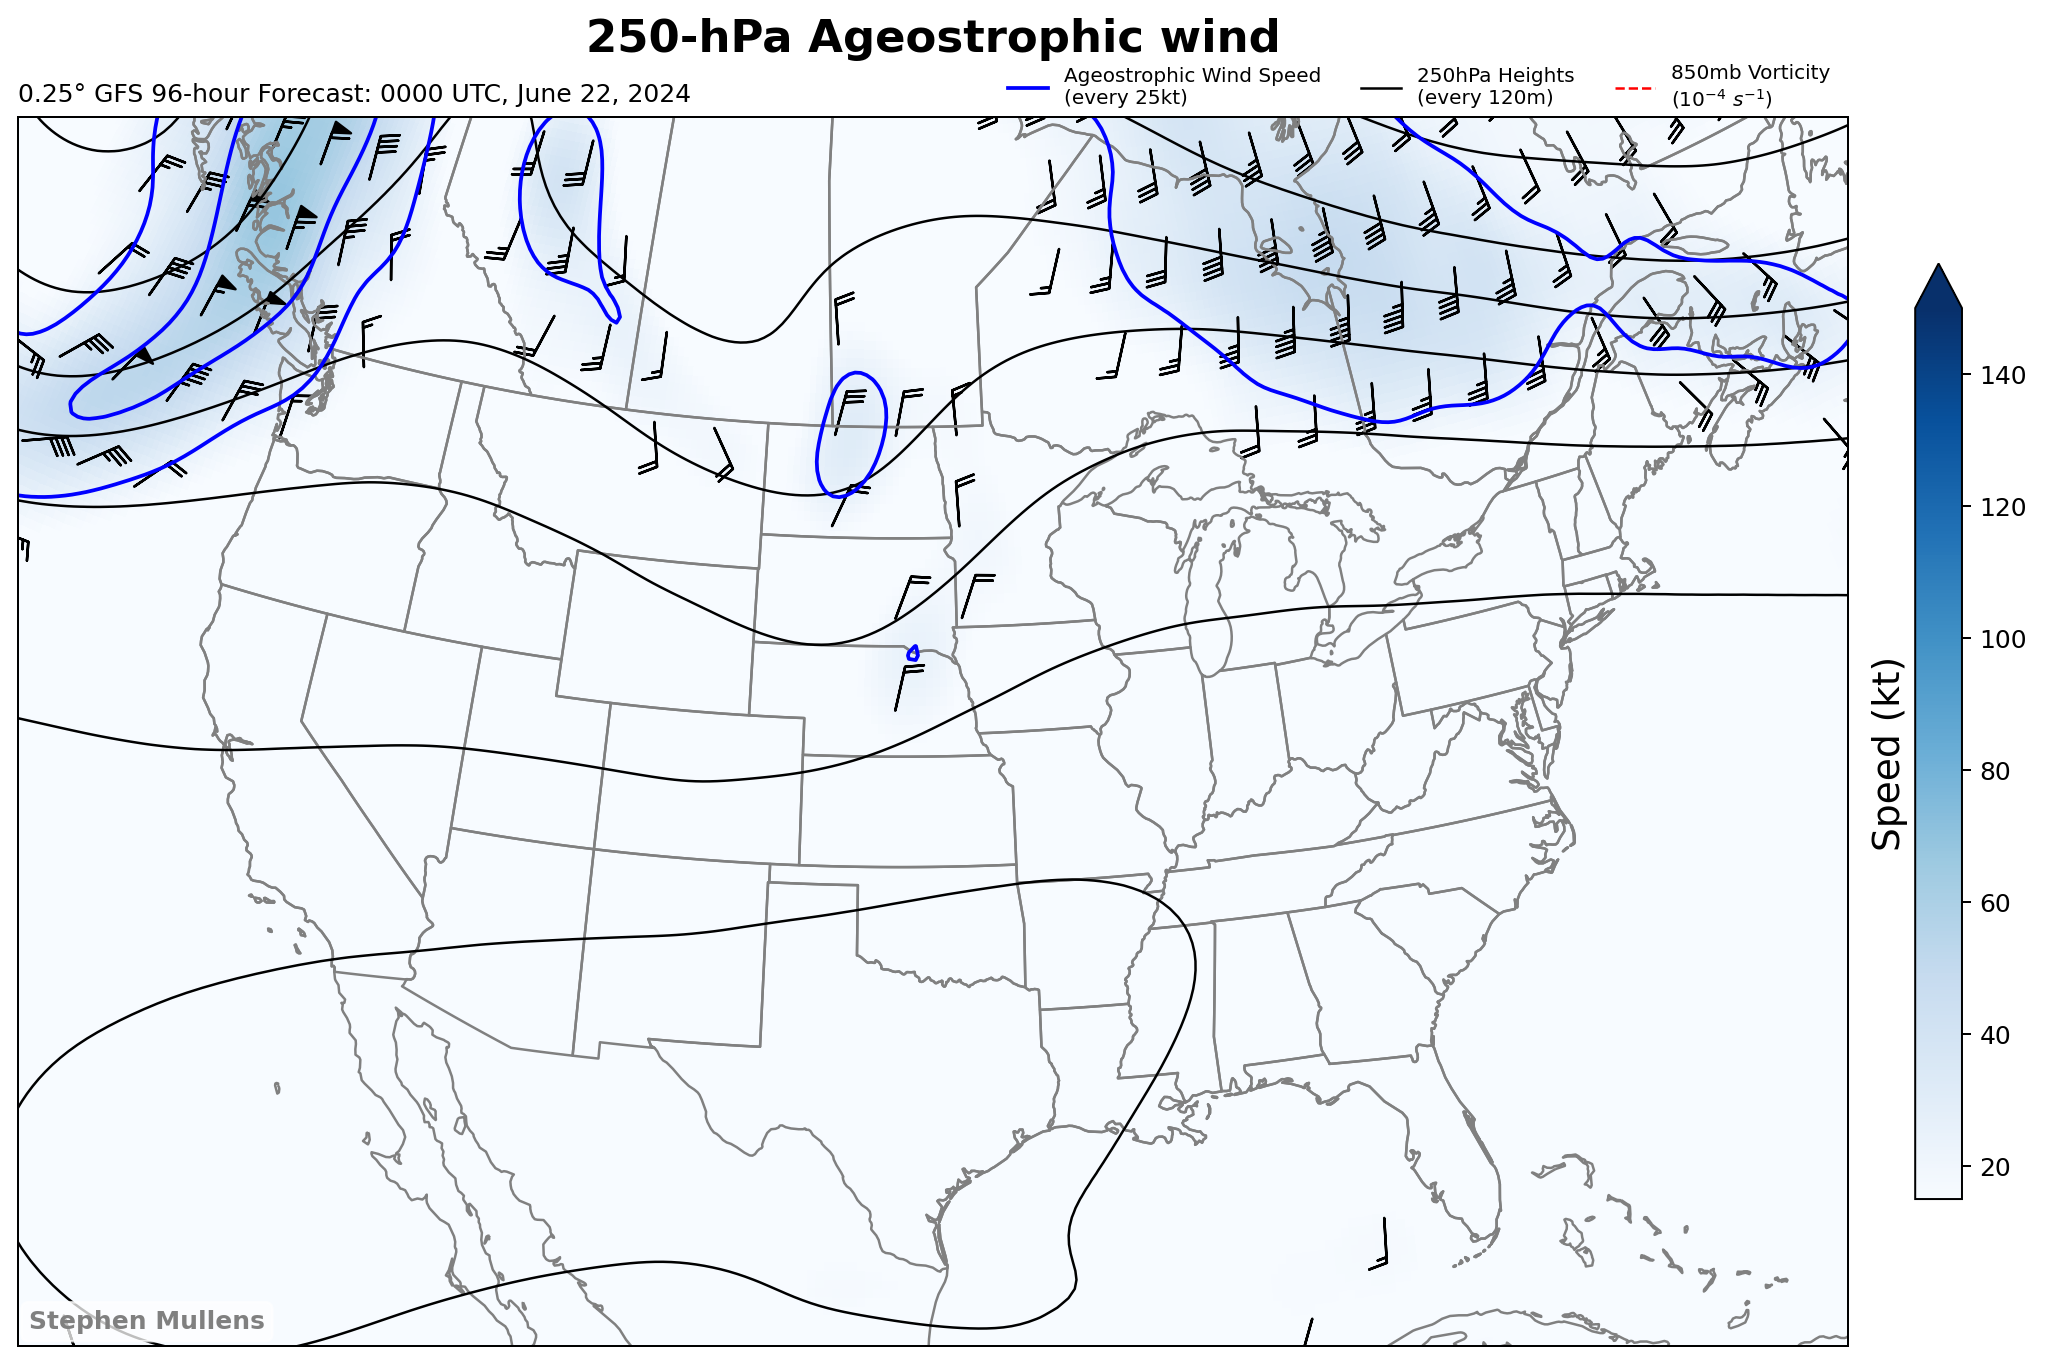 250-hPa Ageostrophic wind
0.25° GFS 96-hour Forecast: 0000 UTC, June 22, 2024
Ageostrophic Wind Speed
(every 25kt)
250hPa Heights
(every 120m)
850mb Vorticity
(10⁻⁴ s⁻¹)
140
120
100
80
60
40
20
Speed (kt)
Stephen Mullens